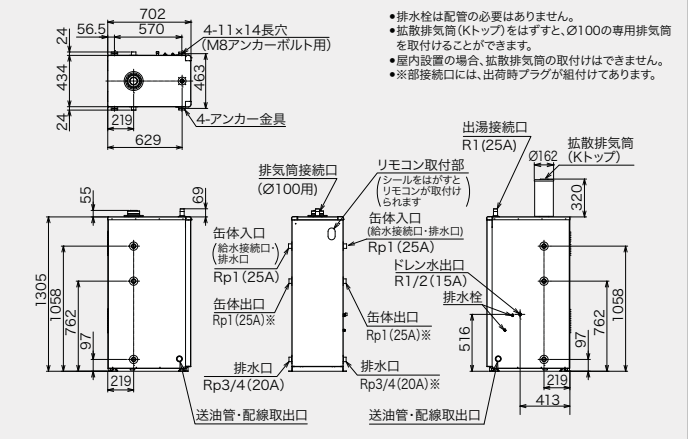 702
56.5
570
4-11×14長穴
(M8アンカーボルト用)
24
434
24
463
219
4-アンカー金具
629
●排水栓は配管の必要はありません。
●拡散排気筒(Kトップ)をはずすと、Ø100の専用排気筒
を取付けることができます。
●屋内設置の場合、拡散排気筒の取付けはできません。
●※部接続口には、出荷時プラグが組付けてあります。
出湯接続口
R1(25A)
拡散排気筒
(Kトップ)
Ø162
320
排気筒接続口
(Ø100用)
リモコン取付部
(シールをはがすと
リモコンが取付け
られます)
55
69
缶体入口
(給水接続口・
排水口)
Rp1(25A)
缶体入口
(給水接続口・排水口)
Rp1(25A)
ドレン水出口
R1/2(15A)
排水栓
缶体出口
Rp1(25A)※
缶体出口
Rp1(25A)※
1305
1058
762
97
219
排水口
Rp3/4(20A)
排水口
Rp3/4(20A)※
516
97
762
1058
219
413
送油管・配線取出口
送油管・配線取出口